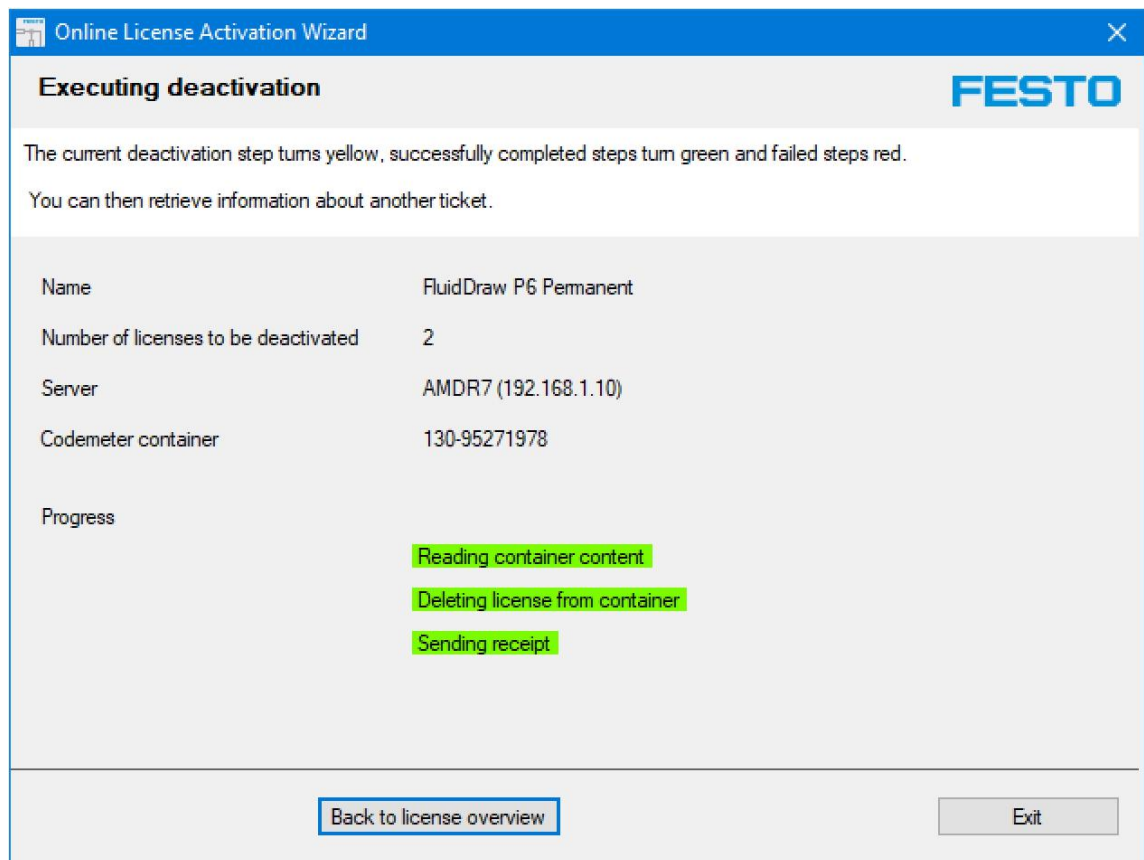 FESTO
Online License Activation Wizard
Executing deactivation
FESTO
The current deactivation step turns yellow, successfully completed steps turn green and failed steps red.
You can then retrieve information about another ticket.
Name FluidDraw P6 Permanent
Number of licenses to be deactivated 2
Server AMDR7 (192.168.1.10)
Codemeter container 130-95271978
Progress
Reading container content
Deleting license from container
Sending receipt
Back to license overview Exit